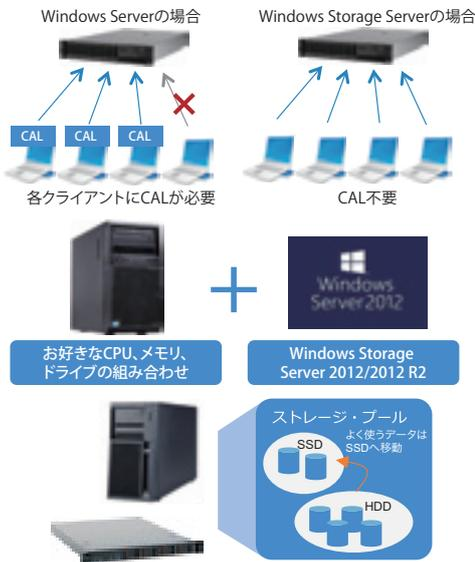 Windows Serverの場合
Windows Storage Serverの場合
CAL
CAL
CAL
各クライアントにCALが必要
CAL不要
Windows
Server 2012
お好きなCPU、メモリ、
ドライブの組み合わせ
Windows Storage
Server 2012/2012 R2
ストレージ・プール
よく使うデータは
SSDへ移動
SSD
HDD